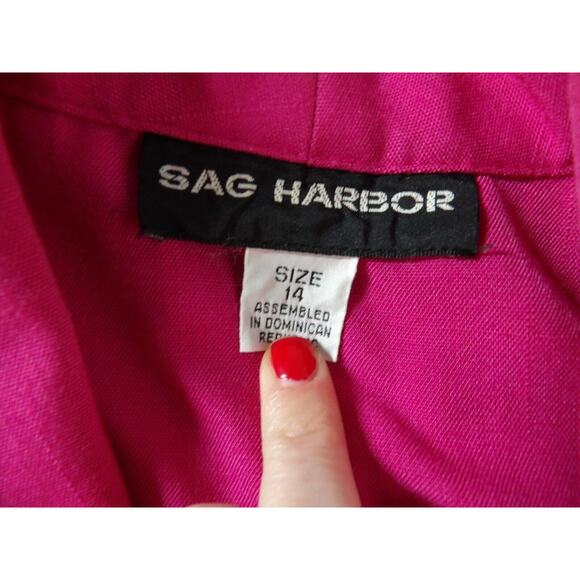 SAG HARBOR
SIZE
14
ASSEMBLED
IN DOMINICAN